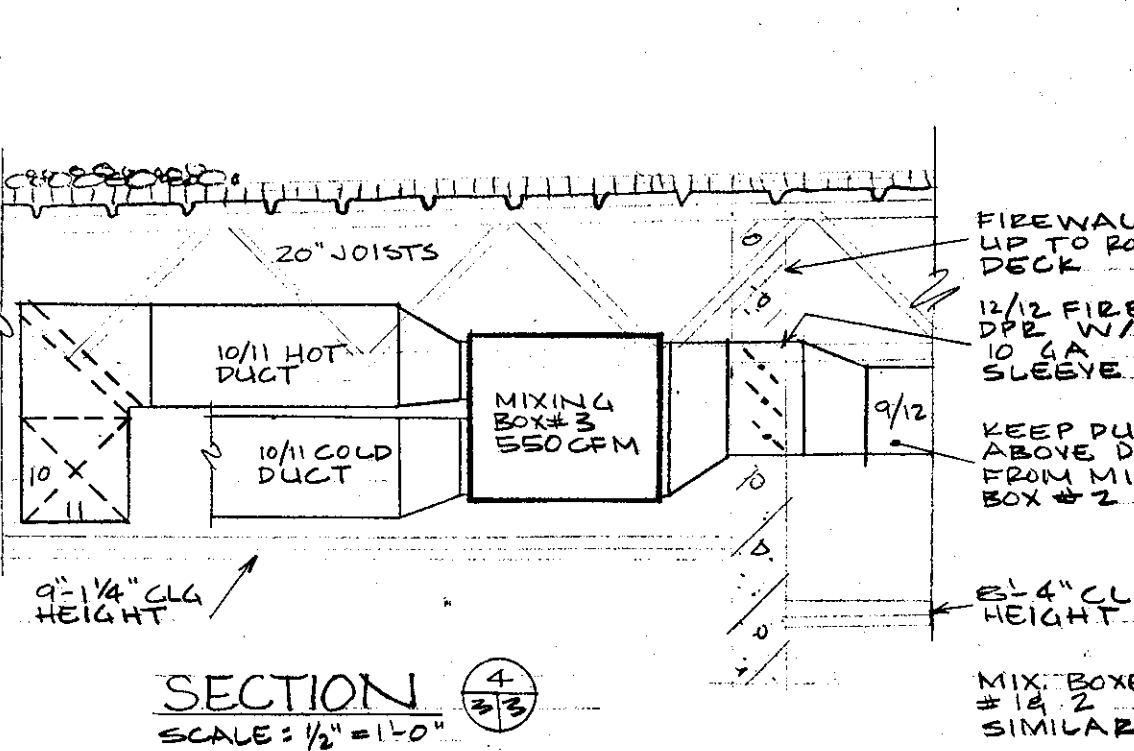 20" JOISTS
10/11 HOT
DUCT
10/11 COLD
DUCT
10
11
MIXING
BOX # 3
550 CFM
9/12
FIREWAL
UP TO RO
DECK
12/12 FIRE
DPR W/
10 GA
SLEEVE
KEEP DU
ABOVE D
FROM MI
BOX # 2
9"-1 1/4" CLG
HEIGHT
8'-4" CL
HEIGHT
SECTION
4
3 3
SCALE : 1/2" = 1'-0"
MIX. BOXE
# 1 & 2
SIMILAR